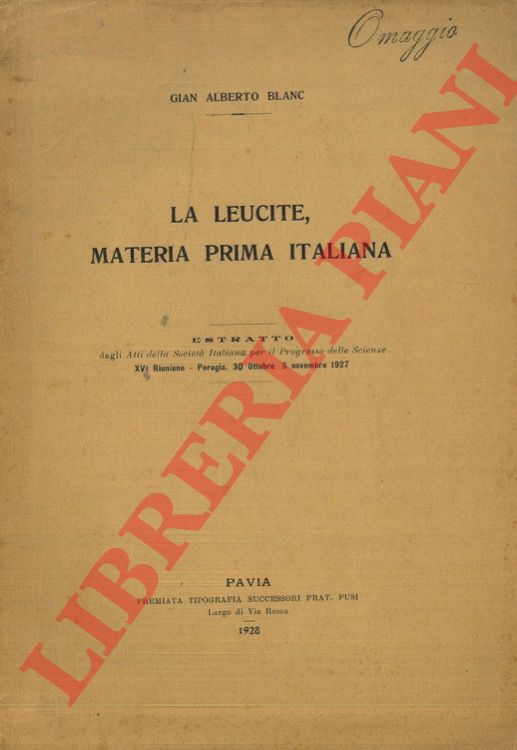 Omaggio
GIAN ALBERTO BLANC
LA LEUCITE,
MATERIA PRIMA ITALIANA
ESTRATTO
dagli Atti della Società Italiana per il Progresso delle Scienze
XVI Riunione - Perugia, 30 Ottobre - 5 novembre 1927
PAVIA
PREMIATA TIPOGRAFIA SUCCESSORI FRAT. FUSI
Largo di Via Roma
1928
LIBRERIA PIANI